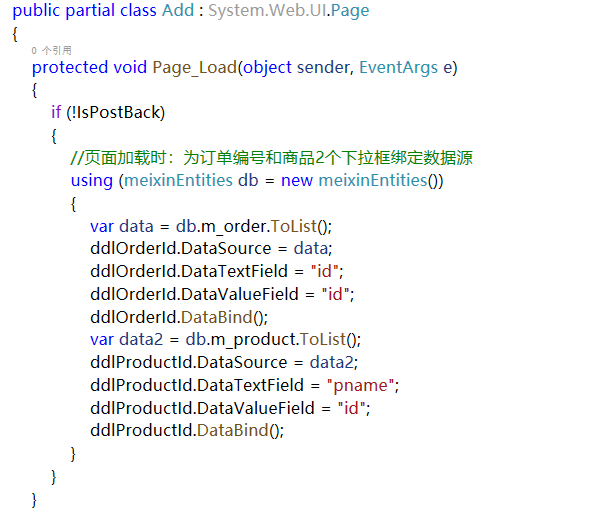 public partial class Add : System.Web.UI.Page
{
0 个引用
protected void Page_Load(object sender, EventArgs e)
{
if (!IsPostBack)
{
//页面加载时：为订单编号和商品2个下拉框绑定数据源
using (meixinEntities db = new meixinEntities())
{
var data = db.m_order.ToList();
ddlOrderId.DataSource = data;
ddlOrderId.DataTextField = "id";
ddlOrderId.DataValueField = "id";
ddlOrderId.DataBind();
var data2 = db.m_product.ToList();
ddlProductId.DataSource = data2;
ddlProductId.DataTextField = "pname";
ddlProductId.DataValueField = "id";
ddlProductId.DataBind();
}
}
}